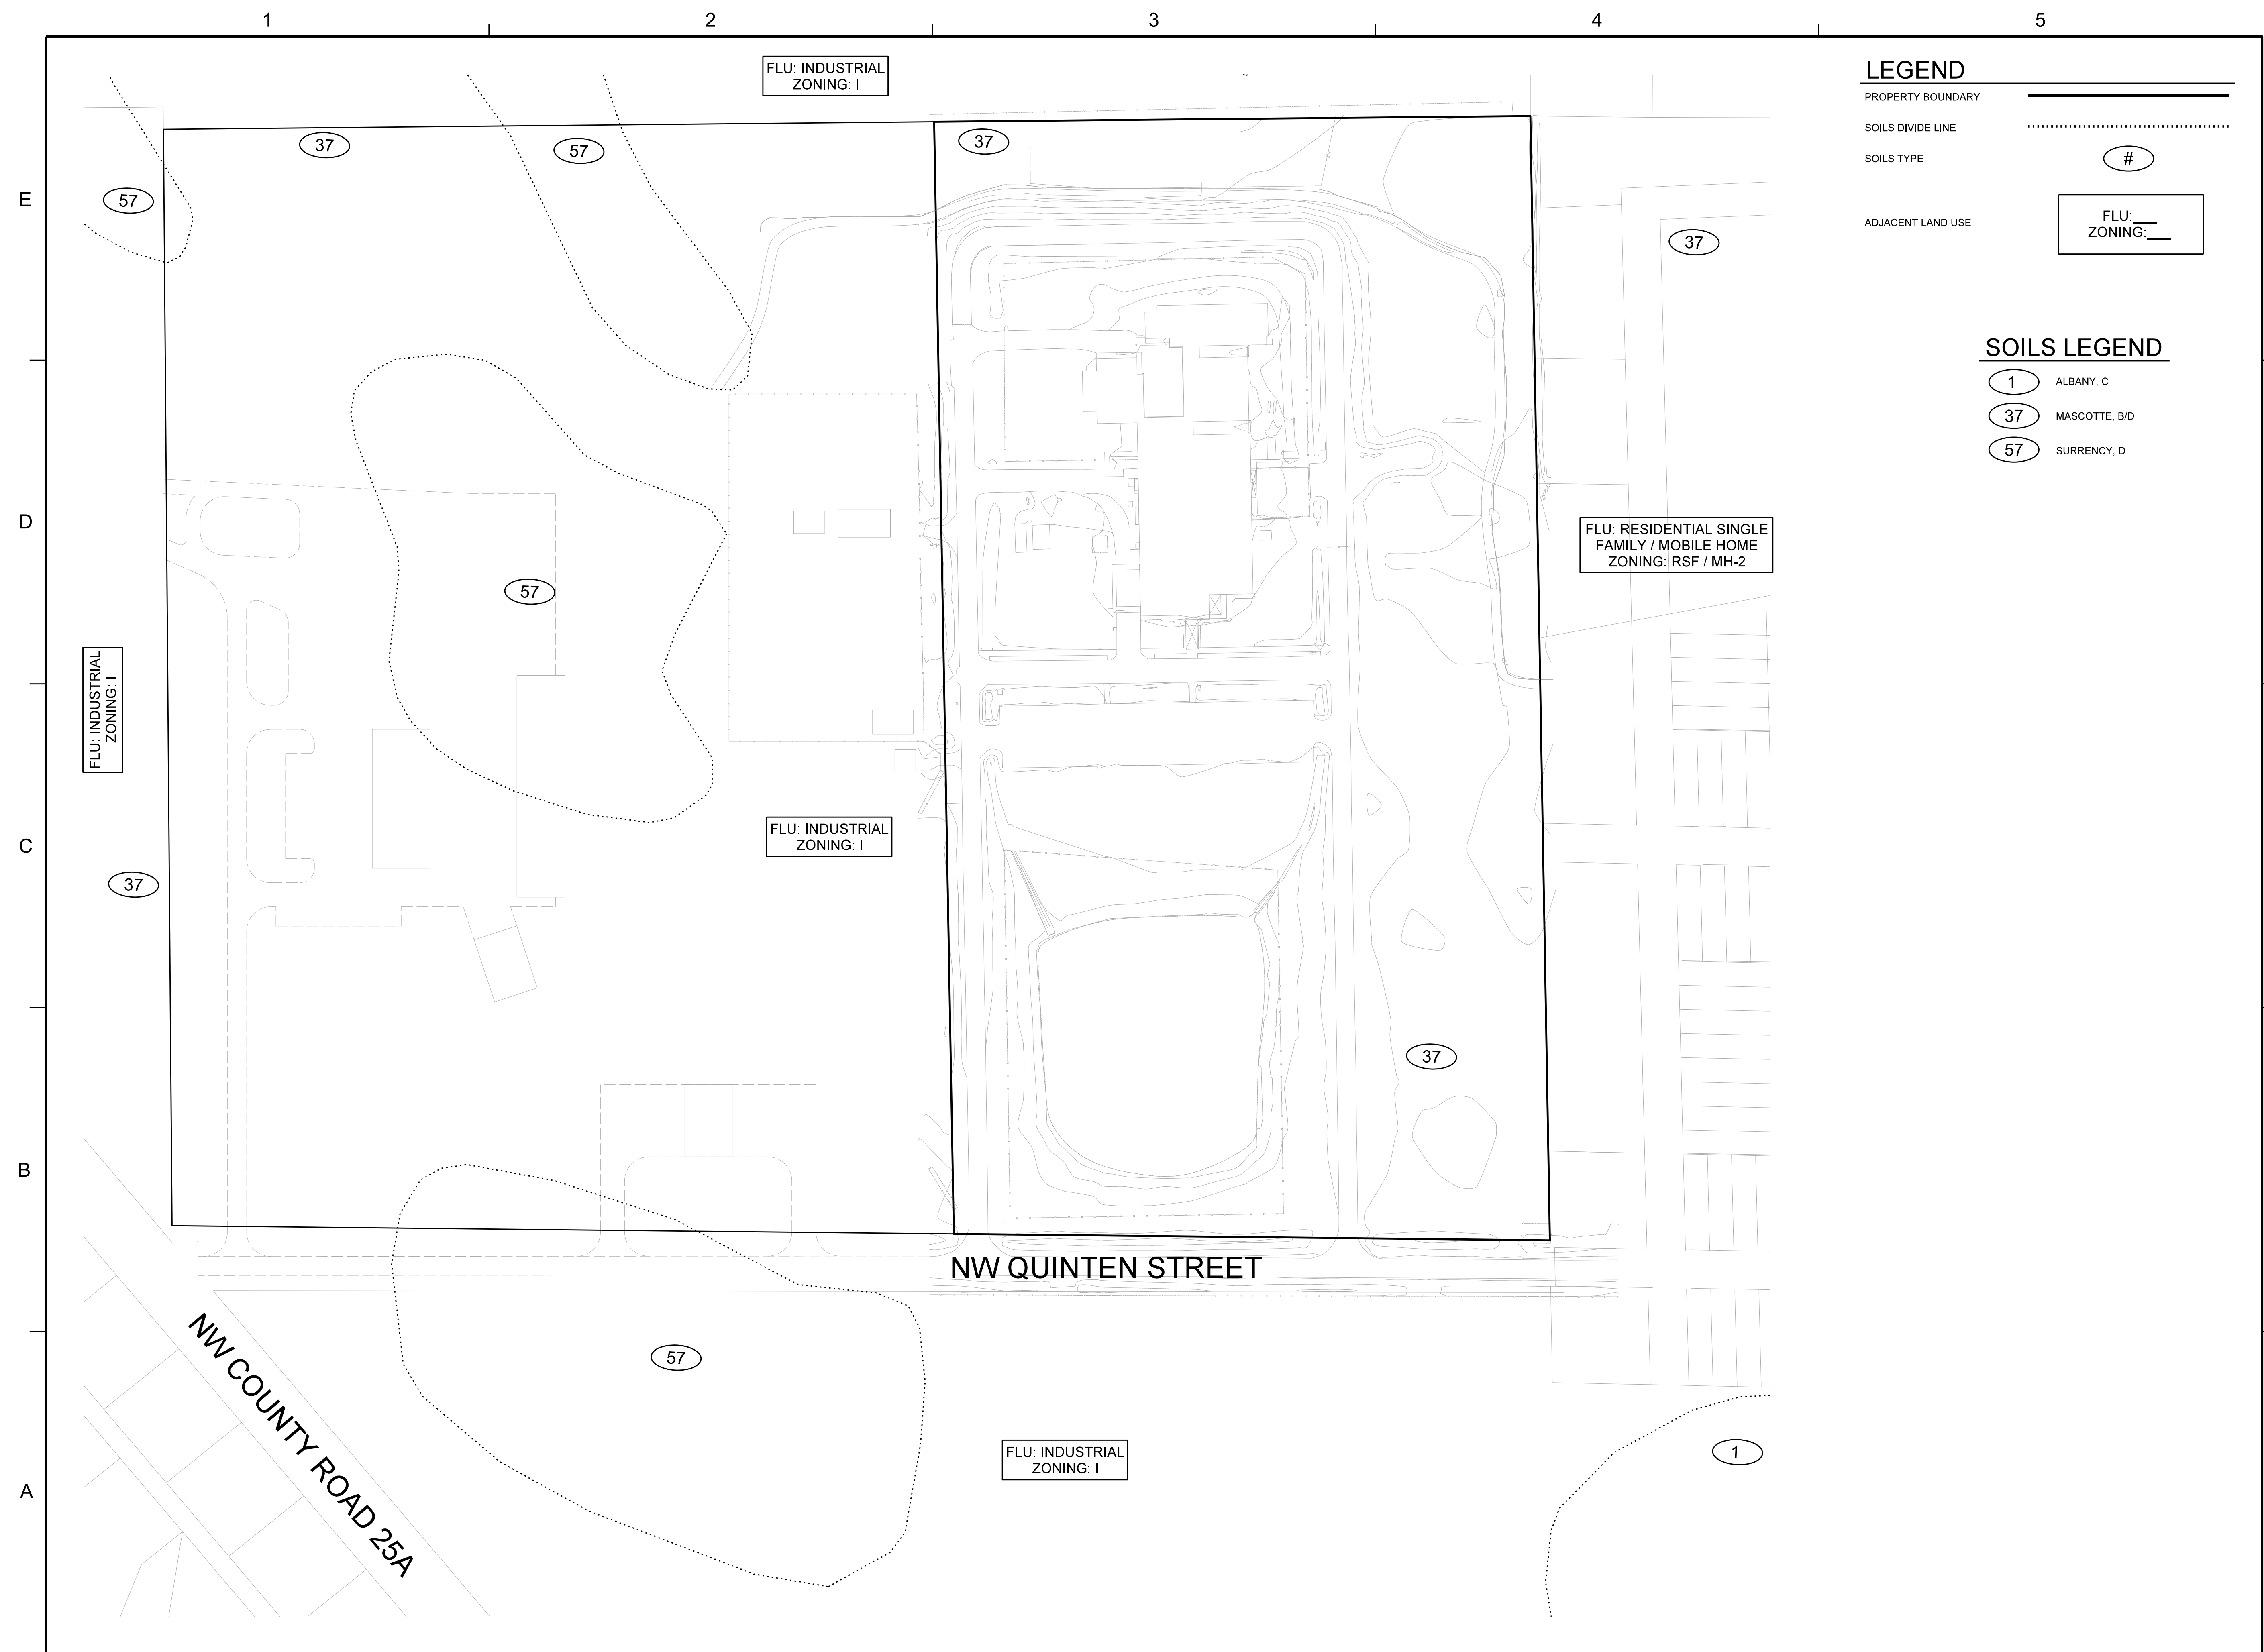 1 2 3 4 5
FLU: INDUSTRIAL
ZONING: I
LEGEND
PROPERTY BOUNDARY
SOILS DIVIDE LINE
SOILS TYPE #
ADJACENT LAND USE
FLU:___
ZONING:___
37
57
37
E
57
37
SOILS LEGEND
1 ALBANY, C
37 MASCOTTE, B/D
57 SURRENCY, D
D
FLU: RESIDENTIAL SINGLE
FAMILY / MOBILE HOME
ZONING: RSF / MH-2
57
FLU: INDUSTRIAL
ZONING: I
FLU: INDUSTRIAL
ZONING: I
C
37
37
B
NW QUINTEN STREET
NW COUNTY ROAD 25A
57
FLU: INDUSTRIAL
ZONING: I
1
A